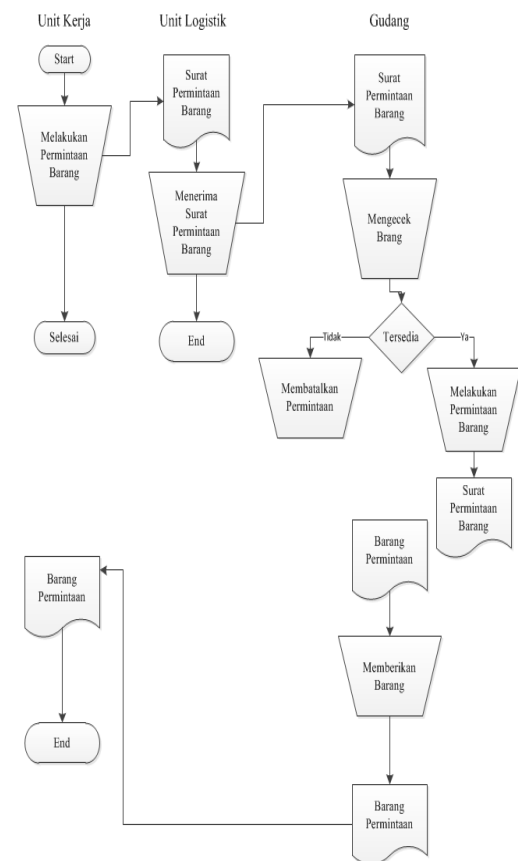 Unit Kerja
Unit Logistik
Gudang
Start
Surat
Permintaan
Barang
Surat
Permintaan
Barang
Melakukan
Permintaan
Barang
Menerima
Surat
Permintaan
Barang
Mengecek
Brang
Selesai
End
Tersedia
Tidak
Ya
Membatalkan
Permintaan
Melakukan
Permintaan
Barang
Surat
Permintaan
Barang
Barang
Permintaan
Barang
Permintaan
Memberikan
Barang
End
Barang
Permintaan